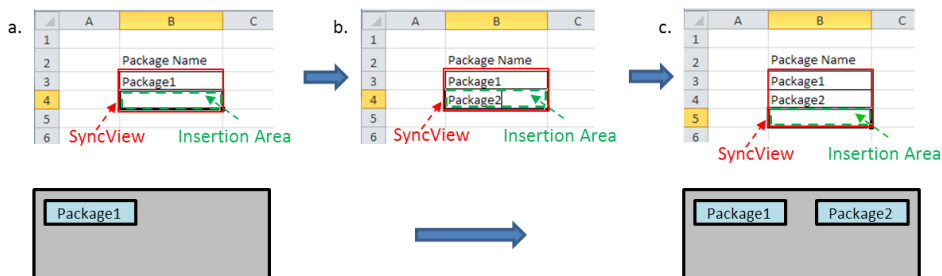 a.
A B C
1
2 Package Name
3 Package1
4
5
6
SyncView Insertion Area
b.
A B C
1
2 Package Name
3 Package1
4 Package2
5
6
SyncView Insertion Area
c.
A B C
1
2 Package Name
3 Package1
4 Package2
5
6
SyncView Insertion Area
Package1
Package1 Package2